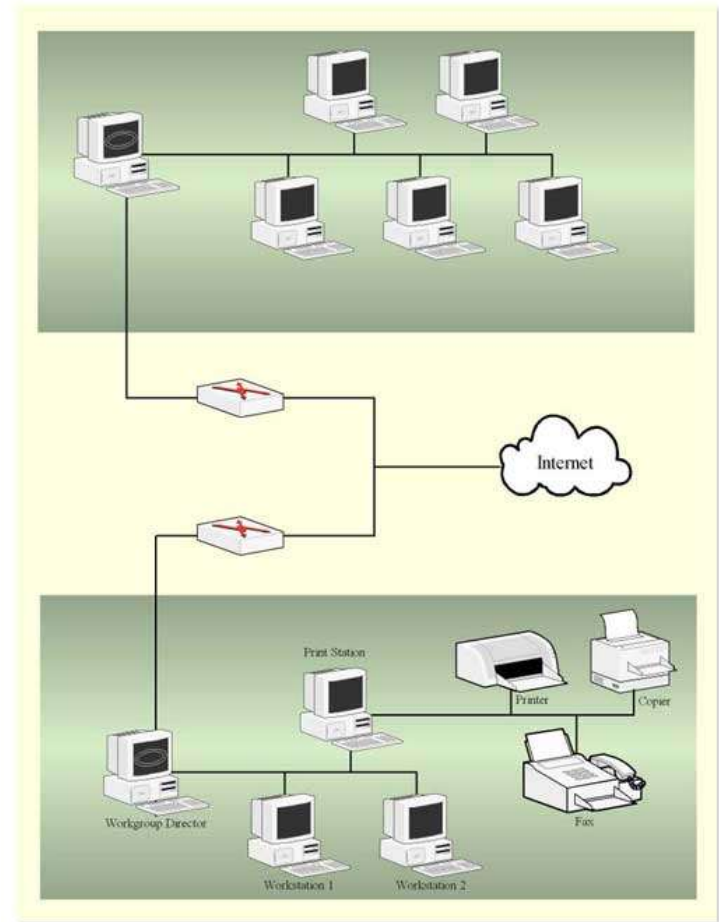 Internet
Print Station
Printer
Copier
Fax
Workgroup Director
Workstation 1
Workstation 2